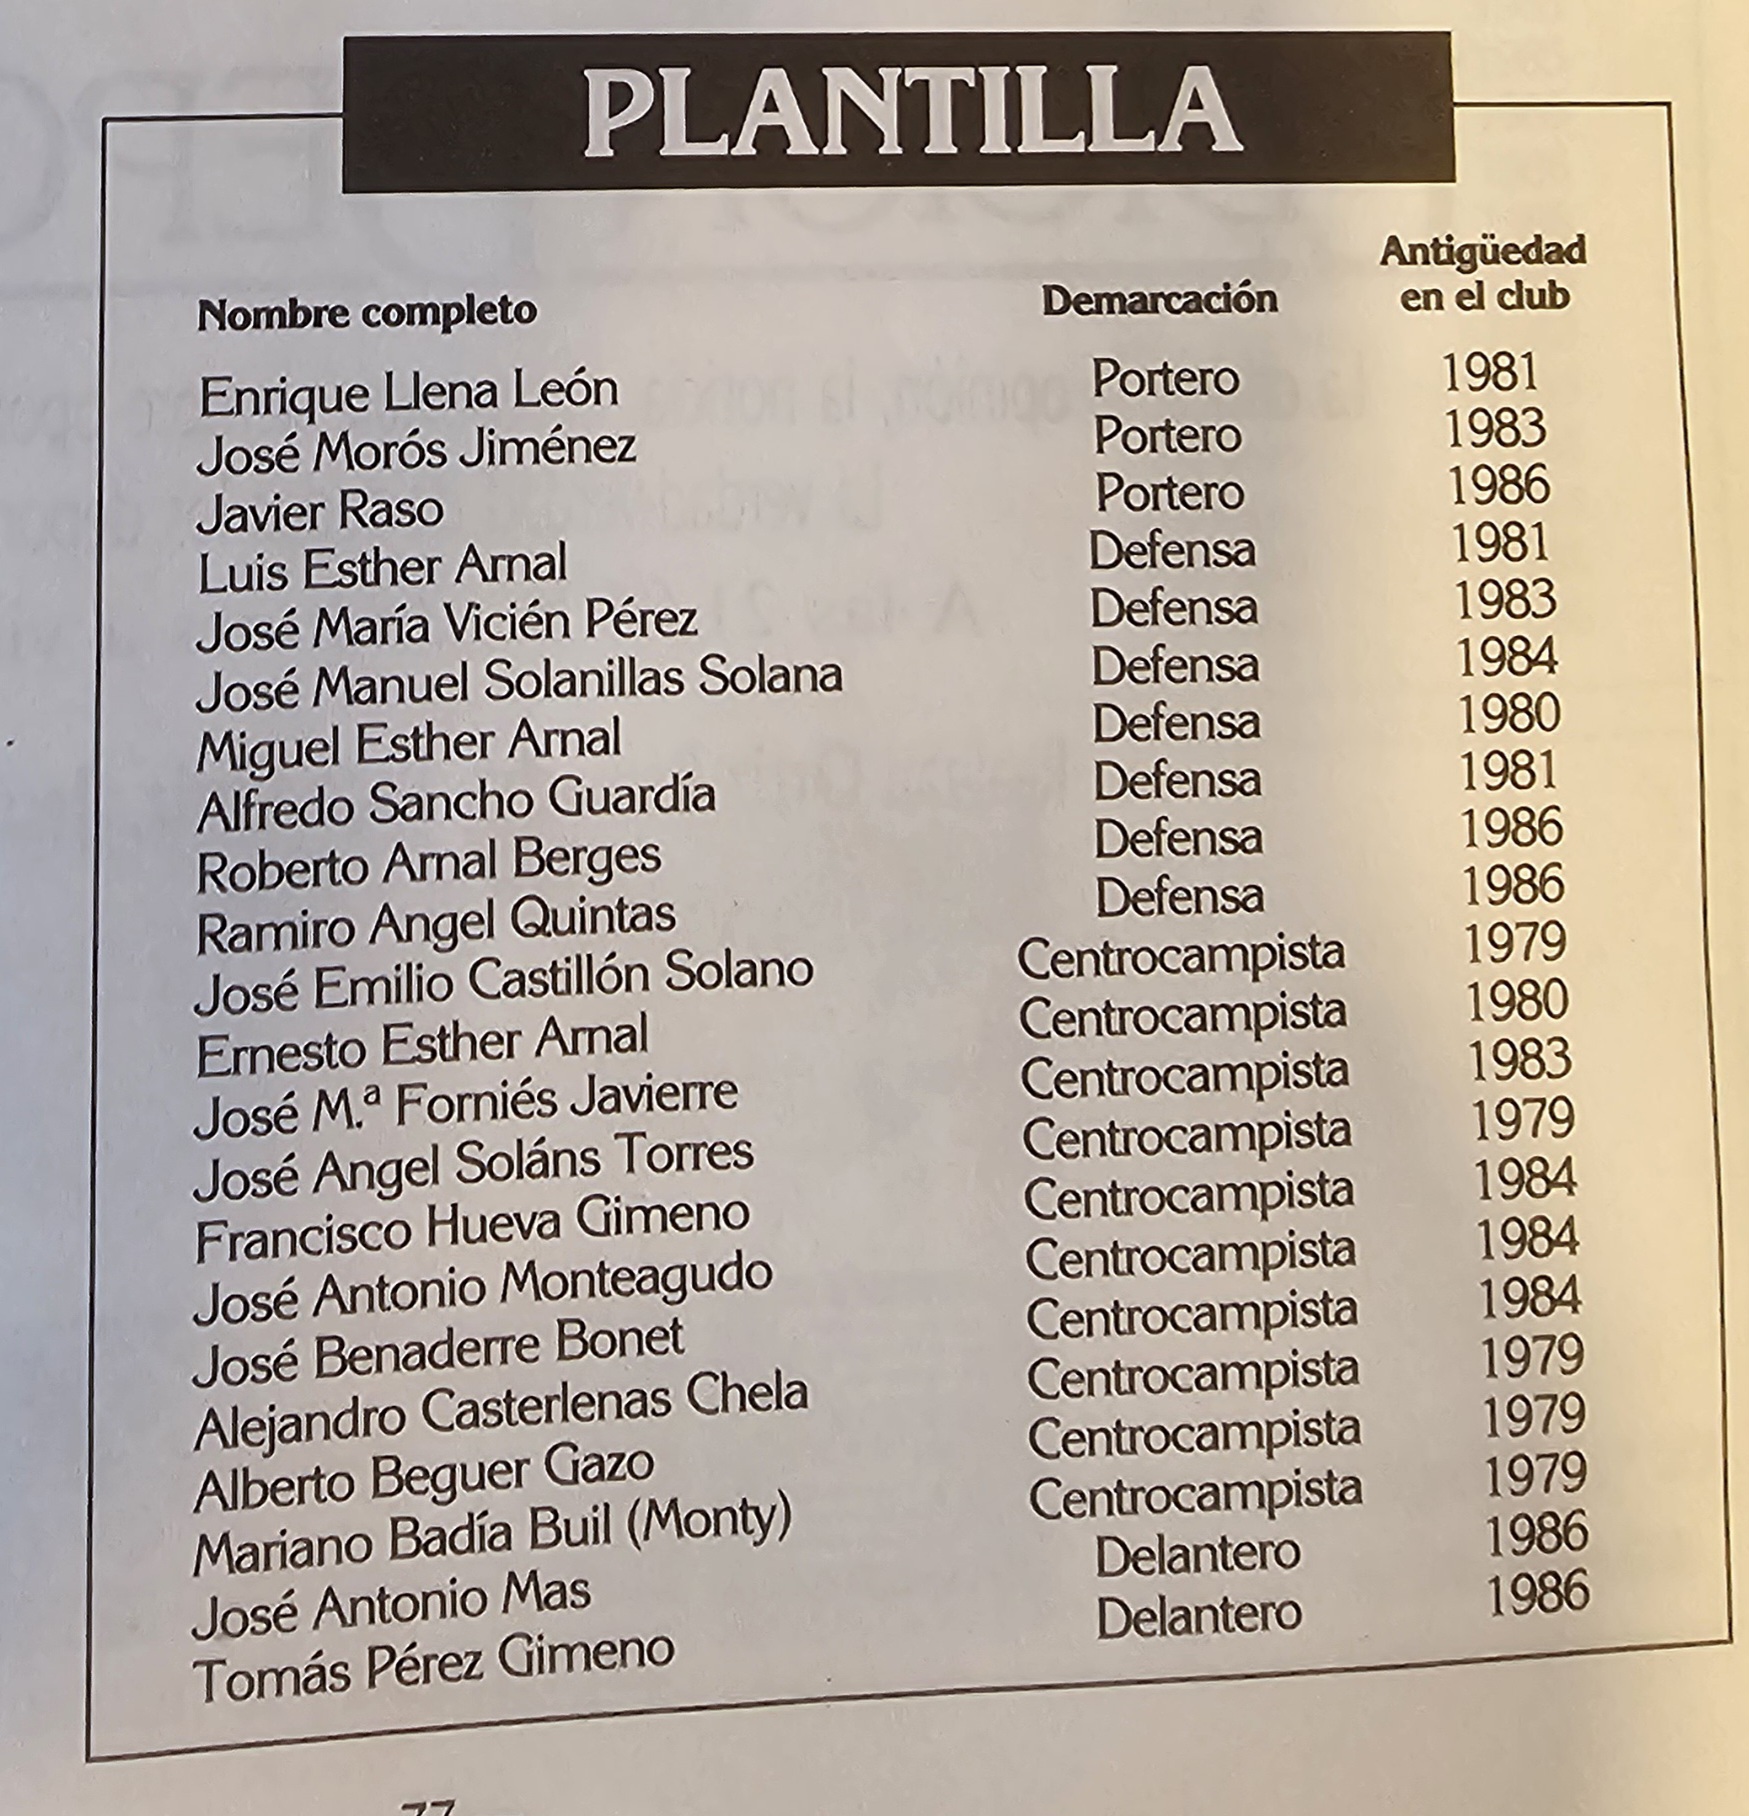 PLANTILLA
Nombre completo Demarcación Antigüedad en el club
Enrique Llena León Portero 1981
José Morós Jiménez Portero 1983
Javier Raso Portero 1986
Luis Esther Arnal Defensa 1981
José María Vicién Pérez Defensa 1983
José Manuel Solanillas Solana Defensa 1984
Miguel Esther Arnal Defensa 1980
Alfredo Sancho Guardía Defensa 1981
Roberto Arnal Berges Defensa 1986
Ramiro Angel Quintas Defensa 1986
José Emilio Castillón Solano Centrocampista 1979
Ernesto Esther Arnal Centrocampista 1980
José M.ª Forniés Javierre Centrocampista 1983
José Angel Soláns Torres Centrocampista 1979
Francisco Hueva Gimeno Centrocampista 1984
José Antonio Monteagudo Centrocampista 1984
José Benaderre Bonet Centrocampista 1984
Alejandro Casterlenas Chela Centrocampista 1979
Alberto Beguer Gazo Centrocampista 1979
Mariano Badía Buil (Monty) Centrocampista 1979
José Antonio Mas Delantero 1986
Tomás Pérez Gimeno Delantero 1986